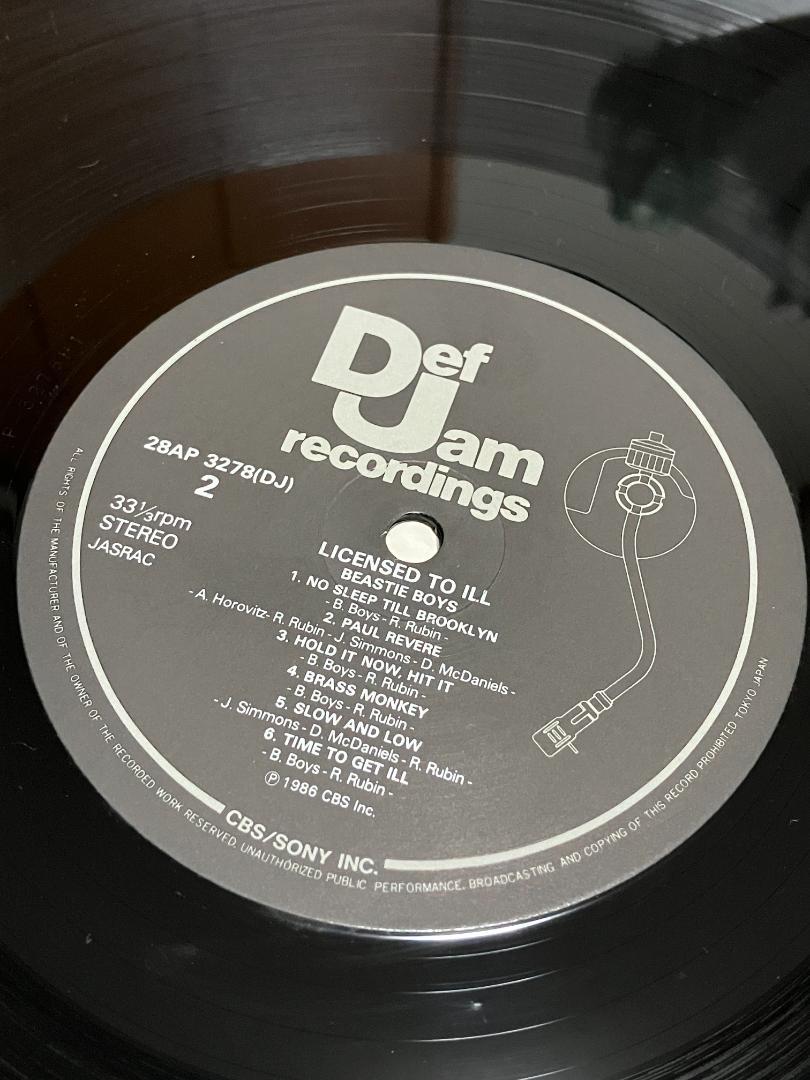 Def
Jam
recordings
28AP 3278(DJ)
2
33⅓rpm
STEREO
JASRAC
LICENSED TO ILL
BEASTIE BOYS
1. NO SLEEP TILL BROOKLYN
- B. Boys - R. Rubin -
2. PAUL REVERE
- A. Horovitz - R. Rubin - J. Simmons - D. McDaniels -
3. HOLD IT NOW, HIT IT
- B. Boys - R. Rubin -
4. BRASS MONKEY
- B. Boys - R. Rubin -
5. SLOW AND LOW
- J. Simmons - D. McDaniels - R. Rubin -
6. TIME TO GET ILL
- B. Boys - R. Rubin -
Ⓟ 1986 CBS Inc.
CBS/SONY INC.
ALL RIGHTS OF THE MANUFACTURER AND OF THE OWNER OF THE RECORDED WORK RESERVED. UNAUTHORIZED PUBLIC PERFORMANCE. BROADCASTING AND COPYING OF THIS RECORD PROHIBITED TOKYO JAPAN